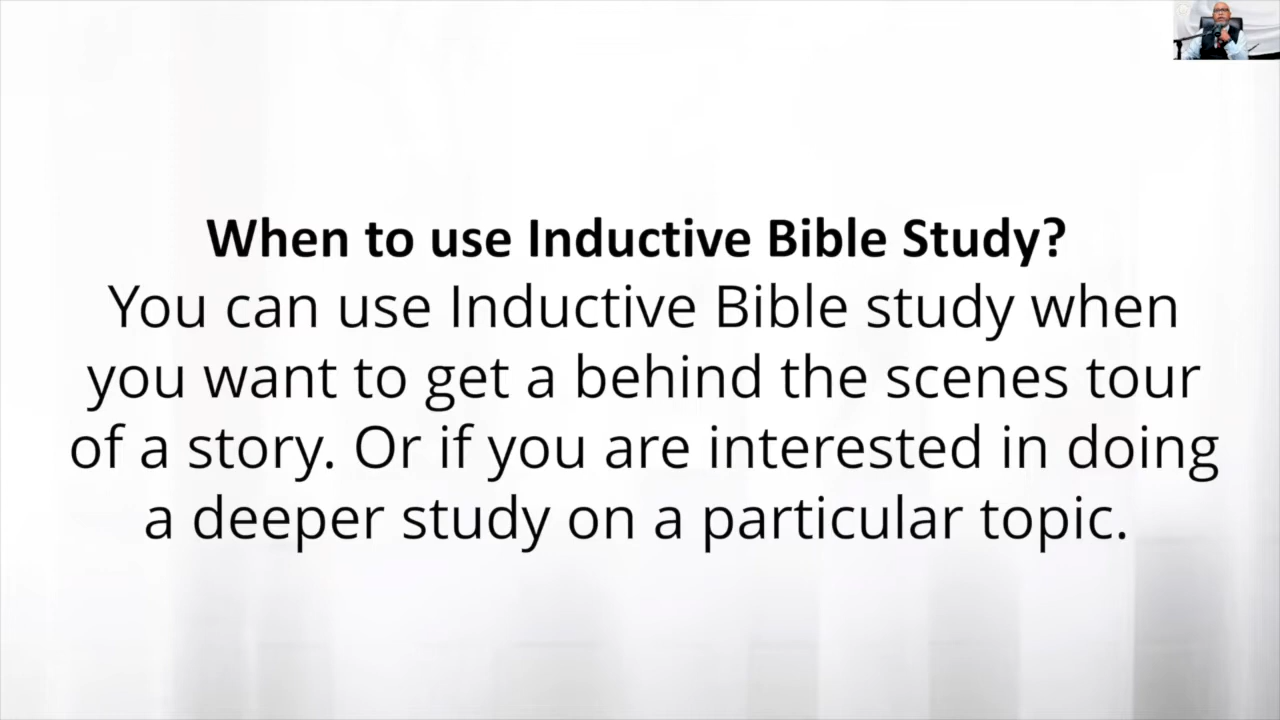 When to use Inductive Bible Study?
You can use Inductive Bible study when
you want to get a behind the scenes tour
of a story. Or if you are interested in doing
a deeper study on a particular topic.